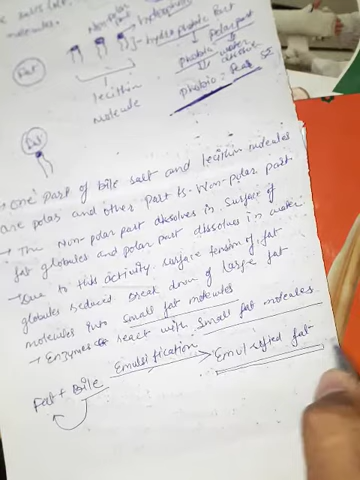 molecules.
Non-Polar
Part
hydrophobic Part
Polar part
Phobic
water
Phobic = Fear
Fat
lecithin
molecule
Fat
→ one part of bile salt and lecithin molecules
are polar and other part is Non-polar part.
→ The Non-polar part dissolves in surface of
fat globules and polar part dissolves in water
→ Due to this activity surface tension of fat
globules reduced break down of large fat
molecules into small fat molecules
→ Enzymes react with small fat molecules.
Fat + Bile Emulsification Emulsified fat